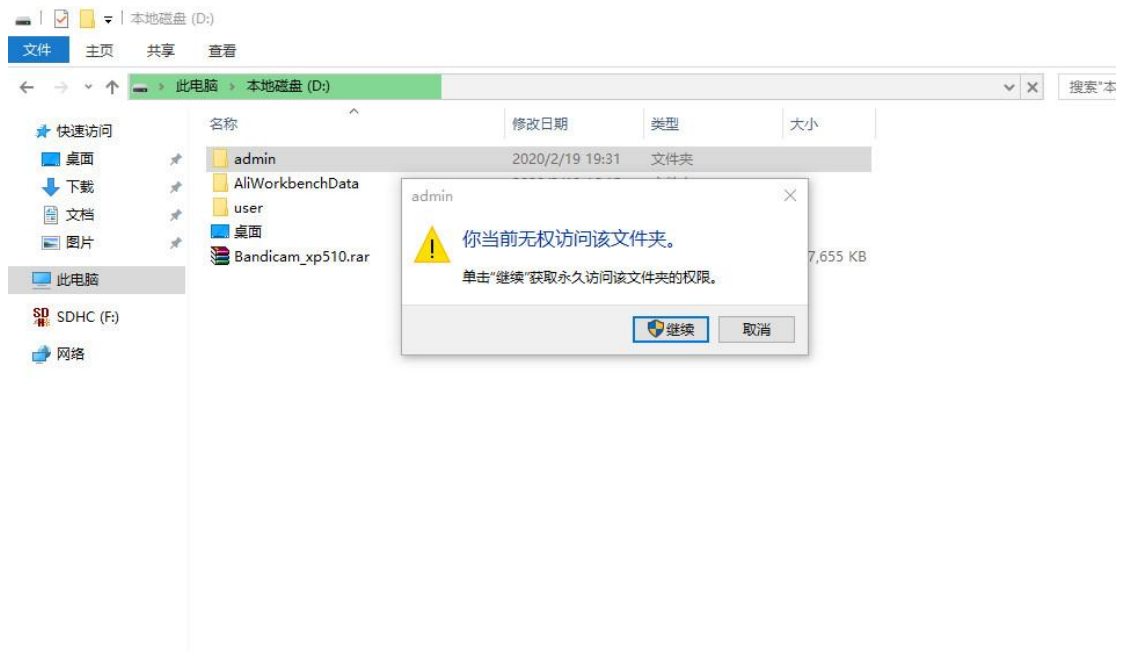 本地磁盘 (D:)
文件 主页 共享 查看
此电脑 本地磁盘 (D:) 搜索"本
名称 修改日期 类型 大小
快速访问
桌面
下载
文档
图片
此电脑
SDHC (F:)
网络
admin 2020/2/19 19:31 文件夹
AliWorkbenchData
user
桌面
Bandicam_xp510.rar 7,655 KB
admin
你当前无权访问该文件夹。
单击"继续"获取永久访问该文件夹的权限。
继续 取消